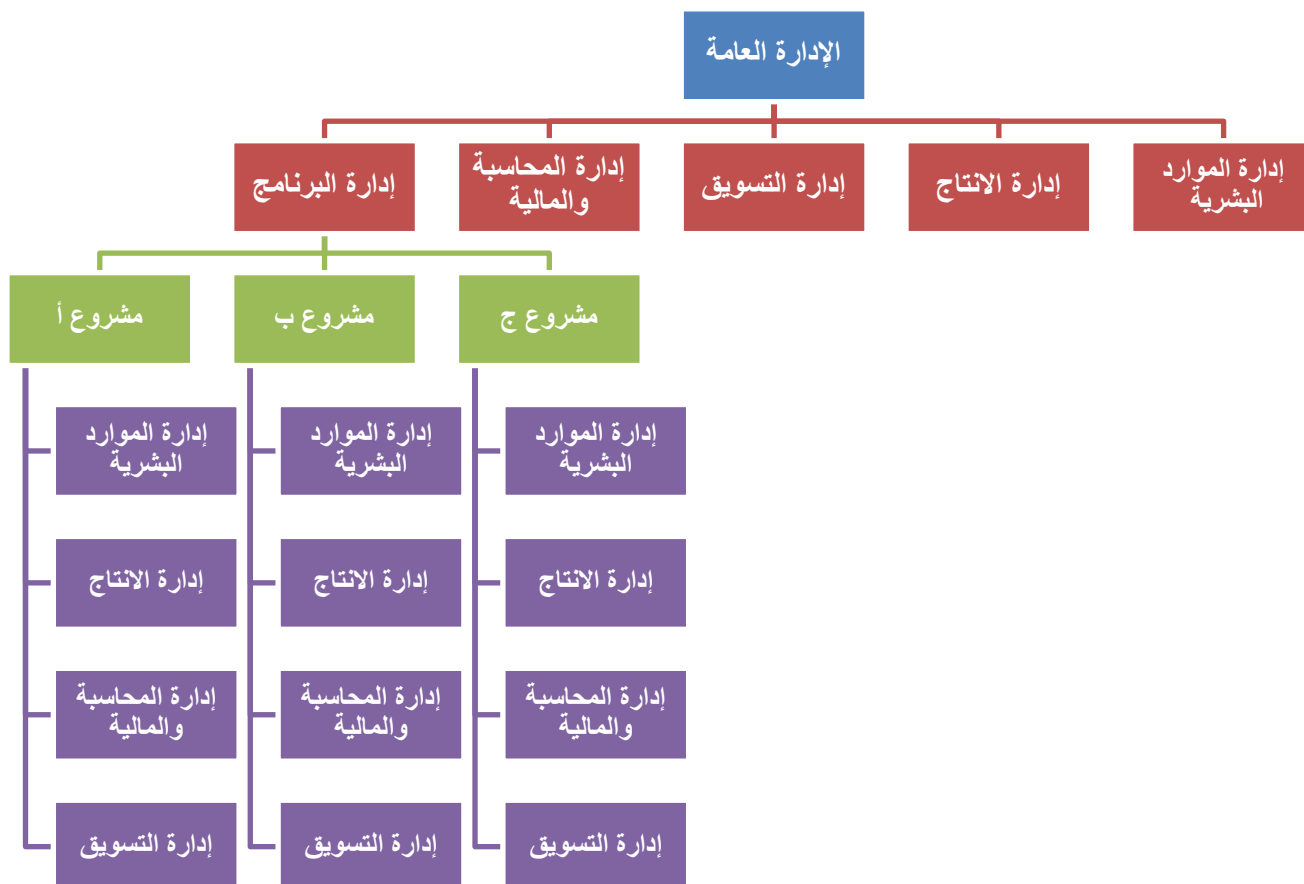 الإدارة العامة
إدارة الموارد
البشرية
إدارة الانتاج
إدارة التسويق
إدارة المحاسبة
والمالية
إدارة البرنامج
مشروع ج
مشروع ب
مشروع أ
إدارة الموارد
البشرية
إدارة الموارد
البشرية
إدارة الموارد
البشرية
إدارة الانتاج
إدارة الانتاج
إدارة الانتاج
إدارة المحاسبة
والمالية
إدارة المحاسبة
والمالية
إدارة المحاسبة
والمالية
إدارة التسويق
إدارة التسويق
إدارة التسويق